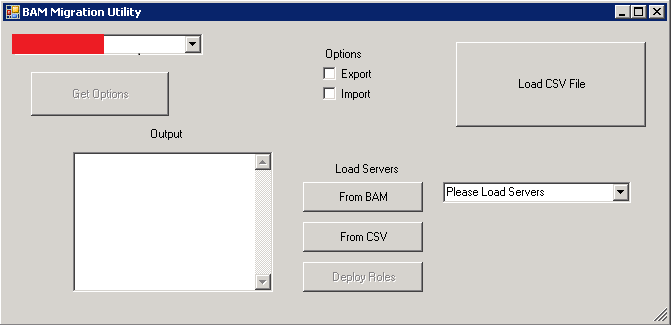 BAM Migration Utility
Options
Export
Import
Load CSV File
Get Options
Output
Load Servers
From BAM
Please Load Servers
From CSV
Deploy Roles